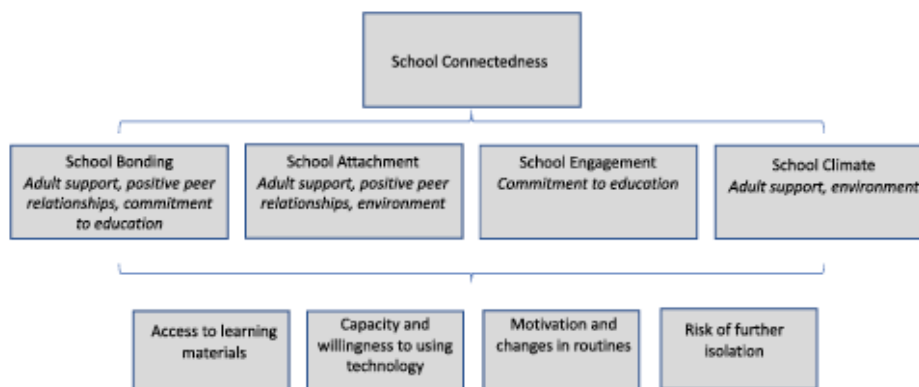 School Connectedness
School Bonding
Adult support, positive peer
relationships, commitment
to education
School Attachment
Adult support, positive peer
relationships, environment
School Engagement
Commitment to education
School Climate
Adult support, environment
Access to learning
materials
Capacity and
willingness to using
technology
Motivation and
changes in routines
Risk of further
isolation